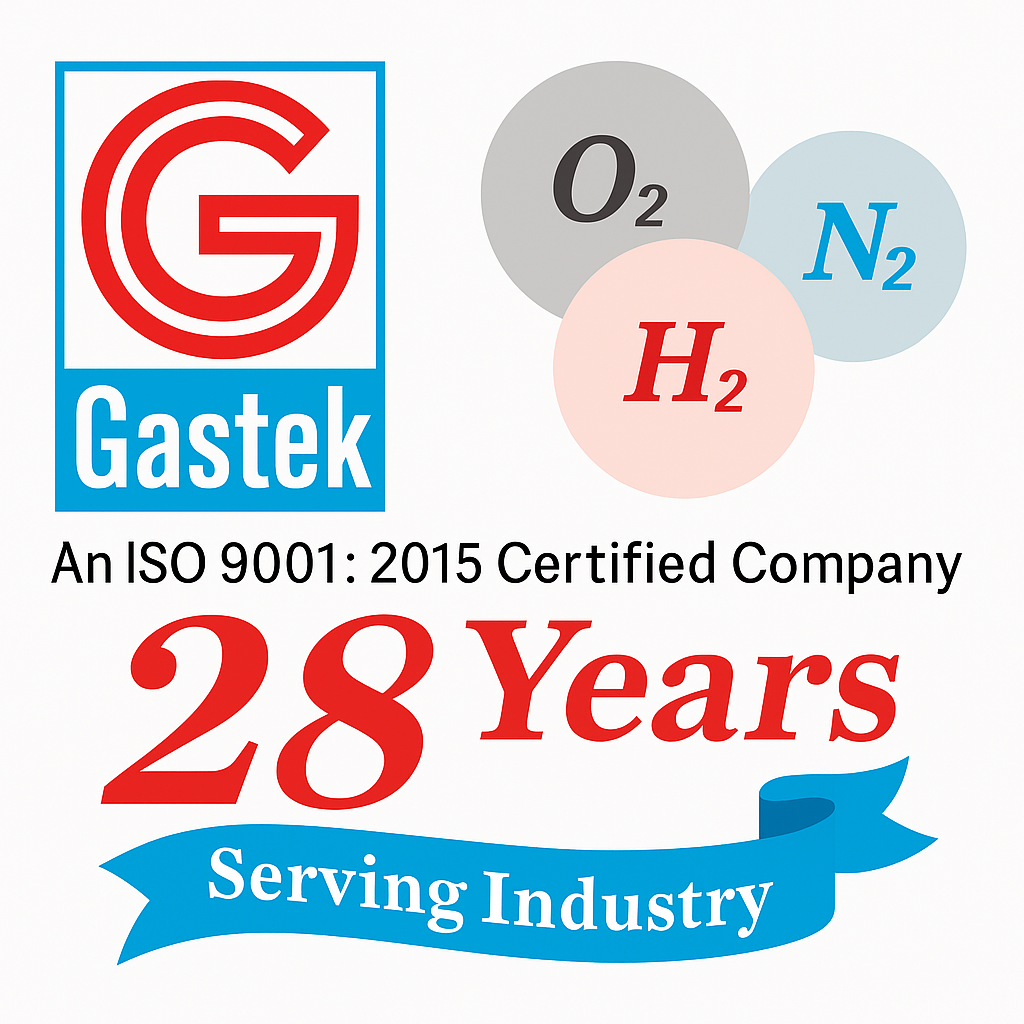 G
Gastek
O₂
N₂
H₂
An ISO 9001: 2015 Certified Company
28 Years
Serving Industry